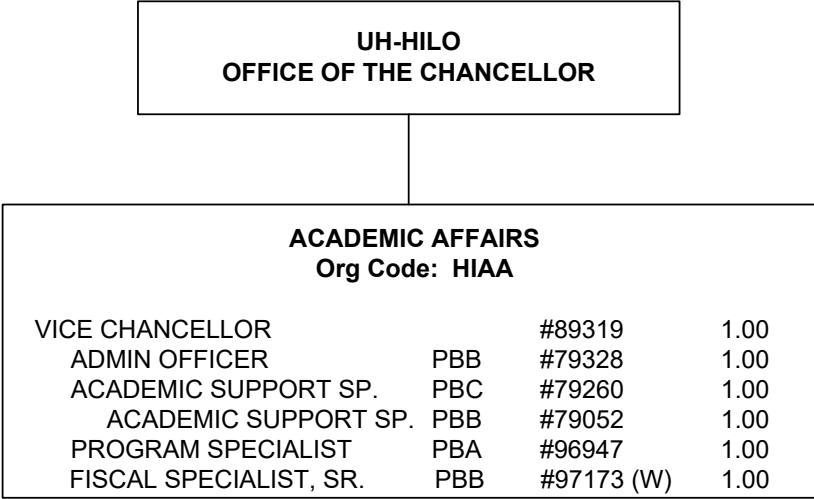 UH-HILO
OFFICE OF THE CHANCELLOR
ACADEMIC AFFAIRS
Org Code: HIAA
VICE CHANCELLOR #89319 1.00
ADMIN OFFICER PBB #79328 1.00
ACADEMIC SUPPORT SP. PBC #79260 1.00
ACADEMIC SUPPORT SP. PBB #79052 1.00
PROGRAM SPECIALIST PBA #96947 1.00
FISCAL SPECIALIST, SR. PBB #97173 (W) 1.00